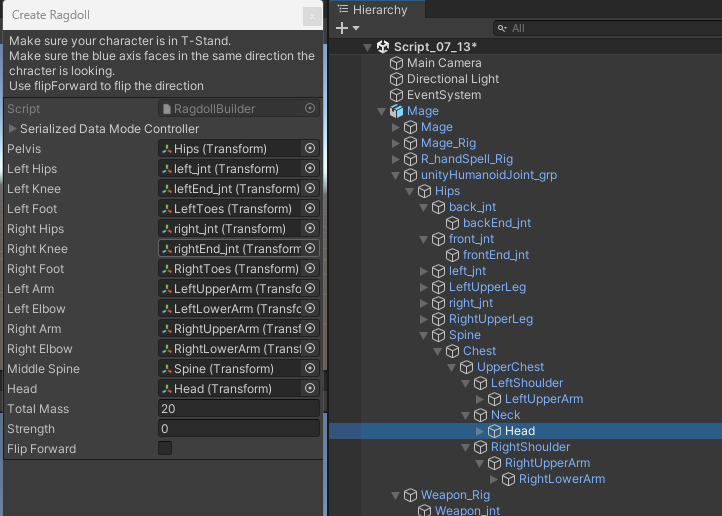 Create Ragdoll
x
Make sure your character is in T-Stand.
Make sure the blue axis faces in the same direction the
chracter is looking.
Use flipForward to flip the direction
Script RagdollBuilder
Serialized Data Mode Controller
Pelvis Hips (Transform)
Left Hips left_jnt (Transform)
Left Knee leftEnd_jnt (Transform)
Left Foot LeftToes (Transform)
Right Hips right_jnt (Transform)
Right Knee rightEnd_jnt (Transform
Right Foot RightToes (Transform)
Left Arm LeftUpperArm (Transf
Left Elbow LeftLowerArm (Transf
Right Arm RightUpperArm (Transf
Right Elbow RightLowerArm (Transf
Middle Spine Spine (Transform)
Head Head (Transform)
Total Mass 20
Strength 0
Flip Forward
Hierarchy
All
Script_07_13*
Main Camera
Directional Light
EventSystem
Mage
Mage
Mage_Rig
R_handSpell_Rig
unityHumanoidJoint_grp
Hips
back_jnt
backEnd_jnt
front_jnt
frontEnd_jnt
left_jnt
LeftUpperLeg
right_jnt
RightUpperLeg
Spine
Chest
UpperChest
LeftShoulder
LeftUpperArm
Neck
Head
RightShoulder
RightUpperArm
RightLowerArm
Weapon_Rig
Weapon_jnt